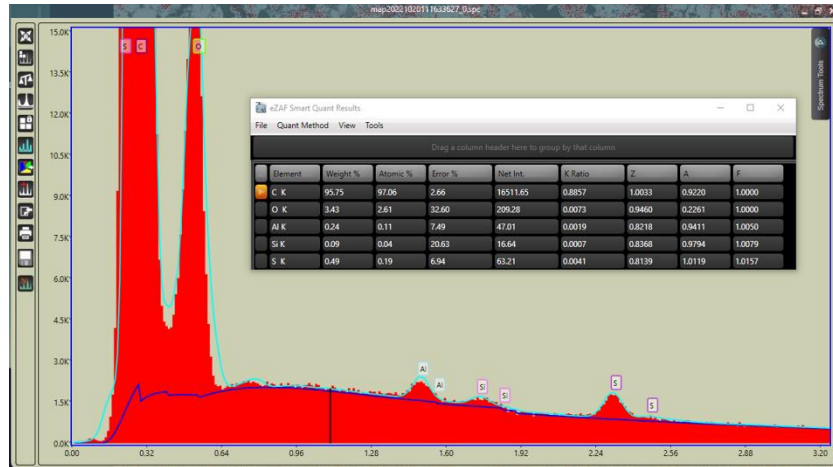 map20221020111633627_0.spc
15.0K
13.5K
12.0K
10.5K
9.0K
7.5K
6.0K
4.5K
3.0K
1.5K
0.0K
S C O
Spectrum Tools
eZAF Smart Quant Results
File Quant Method View Tools
Drag a column header here to group by that column
Element Weight % Atomic % Error % Net Int. K Ratio Z A F
C K 95.75 97.06 2.66 16511.65 0.8857 1.0033 0.9220 1.0000
O K 3.43 2.61 32.60 209.28 0.0073 0.9460 0.2261 1.0000
Al K 0.24 0.11 7.49 47.01 0.0019 0.8218 0.9411 1.0050
Si K 0.09 0.04 20.63 16.64 0.0007 0.8368 0.9794 1.0079
S K 0.49 0.19 6.94 63.21 0.0041 0.8139 1.0119 1.0157
Al Al Si Si S S
0.00 0.32 0.64 0.96 1.28 1.60 1.92 2.24 2.56 2.88 3.20